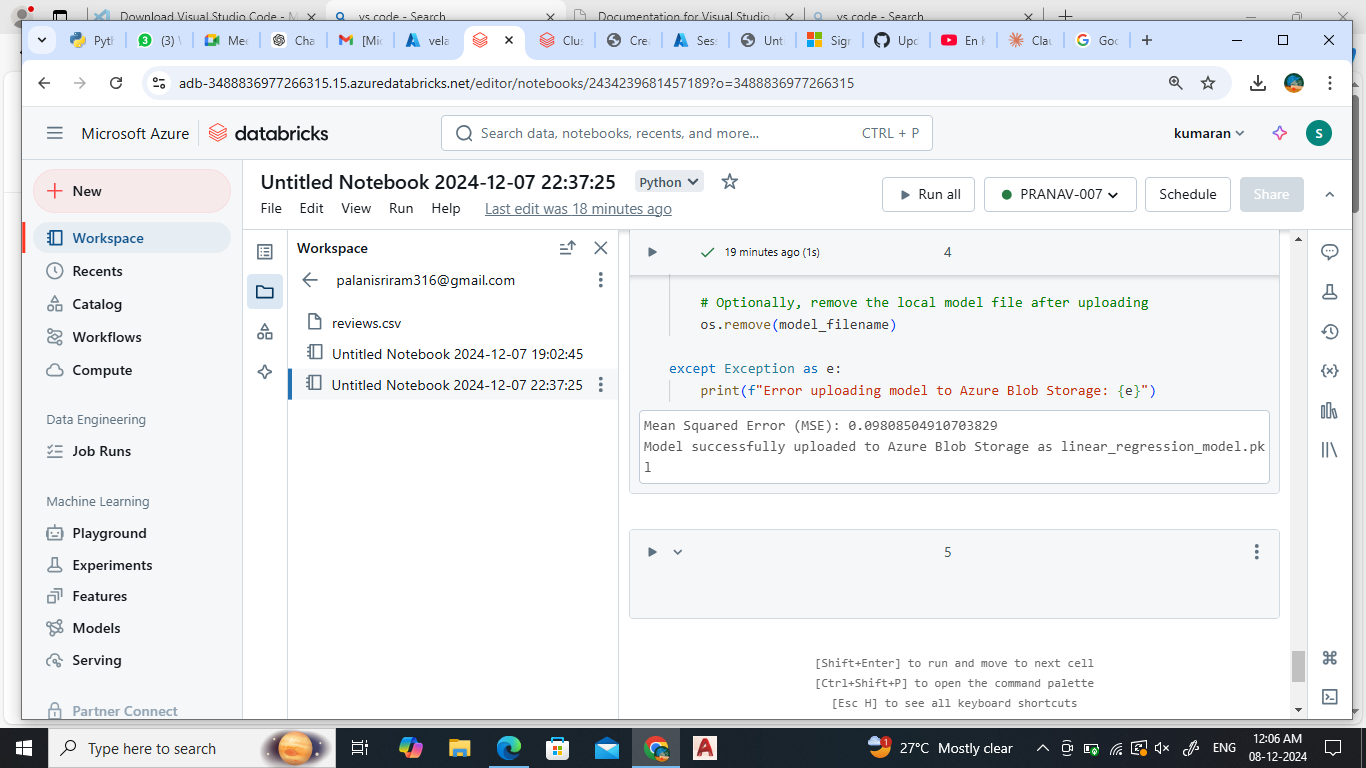 Download Visual Studio Code - M
vs code - Search
Documentation for Visual Studio C
vs code - Search
Pyth
(3) V
Mee
Cha
[Mic
vela
Clus
Cre
Sess
Unti
Sign
Upc
En K
Clau
Goo
adb-3488836977266315.15.azuredatabricks.net/editor/notebooks/2434239681457189?o=3488836977266315
Microsoft Azure
databricks
Search data, notebooks, recents, and more...
CTRL + P
kumaran
S
New
Workspace
Recents
Catalog
Workflows
Compute
Data Engineering
Job Runs
Machine Learning
Playground
Experiments
Features
Models
Serving
Partner Connect
Untitled Notebook 2024-12-07 22:37:25
Python
File Edit View Run Help Last edit was 18 minutes ago
Run all
PRANAV-007
Schedule
Share
Workspace
palanisriram316@gmail.com
reviews.csv
Untitled Notebook 2024-12-07 19:02:45
Untitled Notebook 2024-12-07 22:37:25
19 minutes ago (1s)
4
# Optionally, remove the local model file after uploading
os.remove(model_filename)
except Exception as e:
print(f"Error uploading model to Azure Blob Storage: {e}")
Mean Squared Error (MSE): 0.09808504910703829
Model successfully uploaded to Azure Blob Storage as linear_regression_model.pk
l
5
[Shift+Enter] to run and move to next cell
[Ctrl+Shift+P] to open the command palette
[Esc H] to see all keyboard shortcuts
Type here to search
27°C Mostly clear
ENG
12:06 AM
08-12-2024